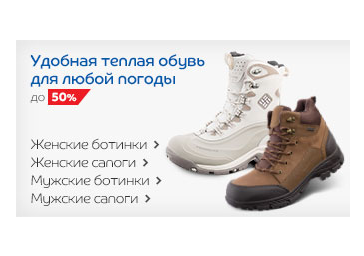 Удобная теплая обувь
для любой погоды
до 50%
Женские ботинки >
Женские сапоги >
Мужские ботинки >
Мужские сапоги >